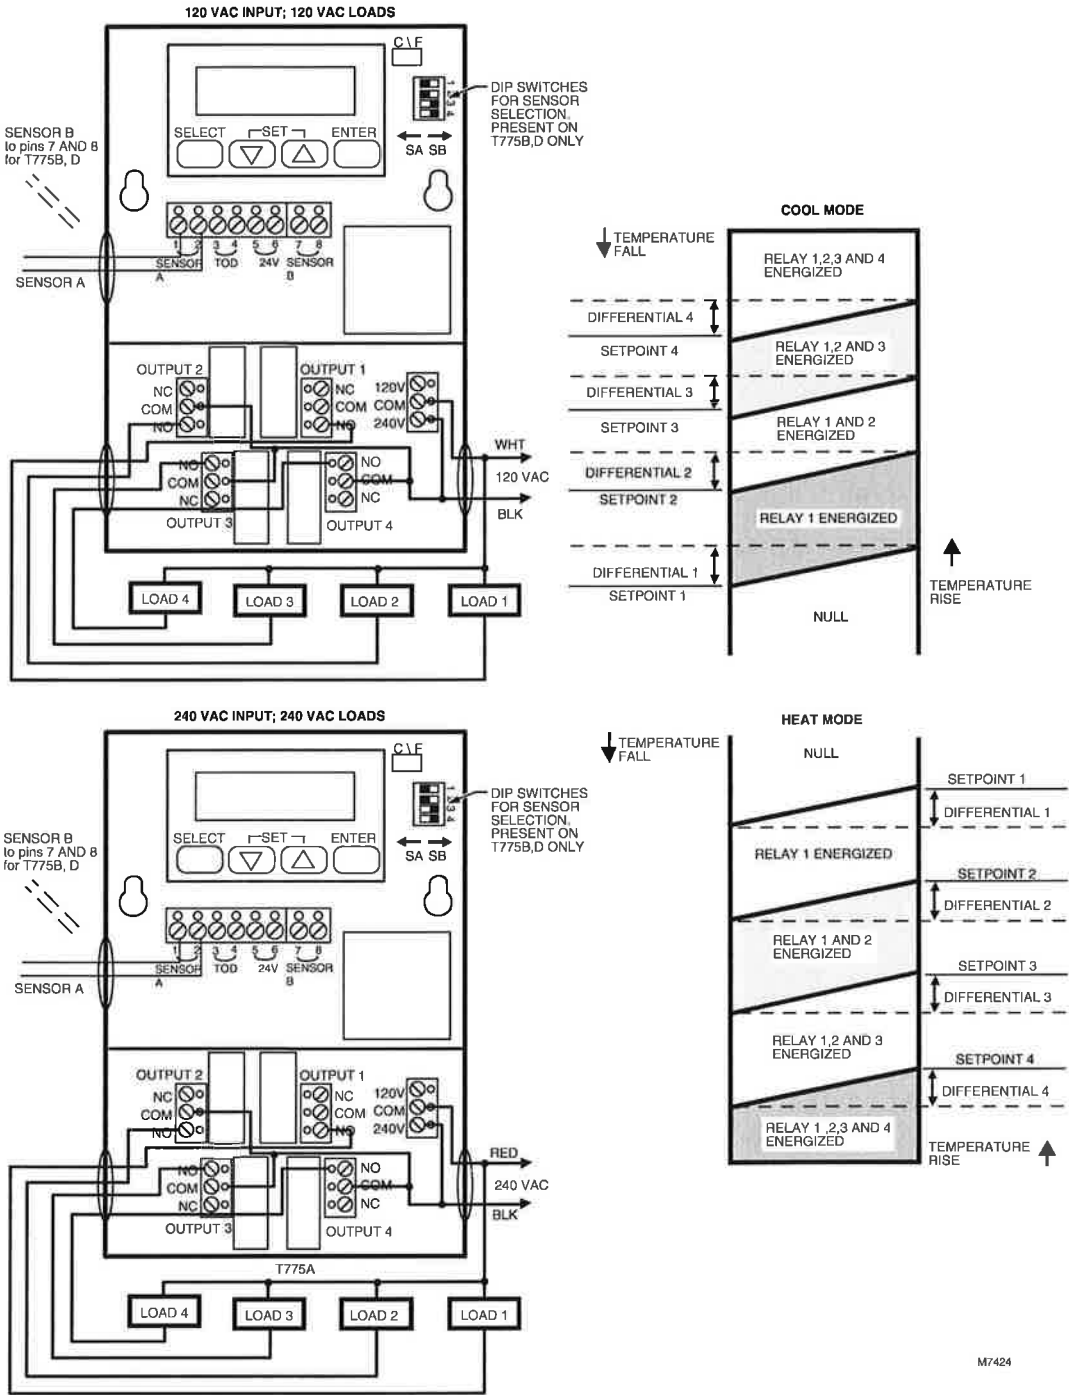 120 VAC INPUT; 120 VAC LOADS
C \ F
1
2
3
4
DIP SWITCHES
FOR SENSOR
SELECTION.
PRESENT ON
T775B,D ONLY
SA SB
SELECT
SET
ENTER
SENSOR B
to pins 7 AND 8
for T775B, D
1 2 3 4 5 6 7 8
SENSOR A
TOD
24V
SENSOR B
SENSOR A
OUTPUT 2
NC
COM
NO
OUTPUT 1
NC
COM
NO
120V
COM
240V
NO
COM
NC
OUTPUT 3
NO
COM
NC
OUTPUT 4
WHT
120 VAC
BLK
LOAD 4
LOAD 3
LOAD 2
LOAD 1
COOL MODE
TEMPERATURE
FALL
RELAY 1,2,3 AND 4
ENERGIZED
DIFFERENTIAL 4
SETPOINT 4
RELAY 1,2 AND 3
ENERGIZED
DIFFERENTIAL 3
SETPOINT 3
RELAY 1 AND 2
ENERGIZED
DIFFERENTIAL 2
SETPOINT 2
RELAY 1 ENERGIZED
DIFFERENTIAL 1
SETPOINT 1
TEMPERATURE
RISE
NULL
240 VAC INPUT; 240 VAC LOADS
C \ F
1
2
3
4
DIP SWITCHES
FOR SENSOR
SELECTION.
PRESENT ON
T775B,D ONLY
SA SB
SELECT
SET
ENTER
SENSOR B
to pins 7 AND 8
for T775B, D
1 2 3 4 5 6 7 8
SENSOR A
TOD
24V
SENSOR B
SENSOR A
OUTPUT 2
NC
COM
NO
OUTPUT 1
NC
COM
NO
120V
COM
240V
NO
COM
NC
OUTPUT 3
NO
COM
NC
OUTPUT 4
RED
240 VAC
BLK
T775A
LOAD 4
LOAD 3
LOAD 2
LOAD 1
HEAT MODE
TEMPERATURE
FALL
NULL
SETPOINT 1
DIFFERENTIAL 1
RELAY 1 ENERGIZED
SETPOINT 2
DIFFERENTIAL 2
RELAY 1 AND 2
ENERGIZED
SETPOINT 3
DIFFERENTIAL 3
RELAY 1,2 AND 3
ENERGIZED
SETPOINT 4
DIFFERENTIAL 4
RELAY 1 ,2,3 AND 4
ENERGIZED
TEMPERATURE
RISE
M7424